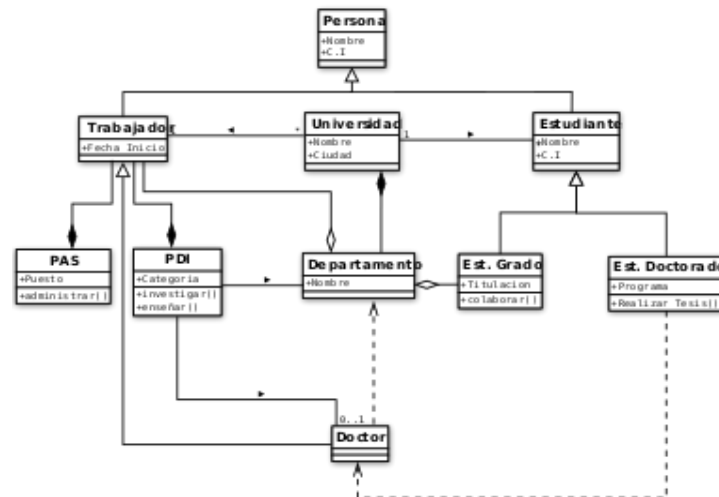 Persona
+Nombre
+C.I
Trabajador
+Fecha Inicio
*
Universidad
+Nombre
+Ciudad
1
Estudiante
+Nombre
+C.I
PAS
+Puesto
+administrar()
PDI
+Categoria
+investigar()
+enseñar()
Departamento
+Nombre
Est. Grado
+Titulacion
+colaborar()
Est. Doctorado
+Programa
+Realizar Tesis()
0..1
Doctor